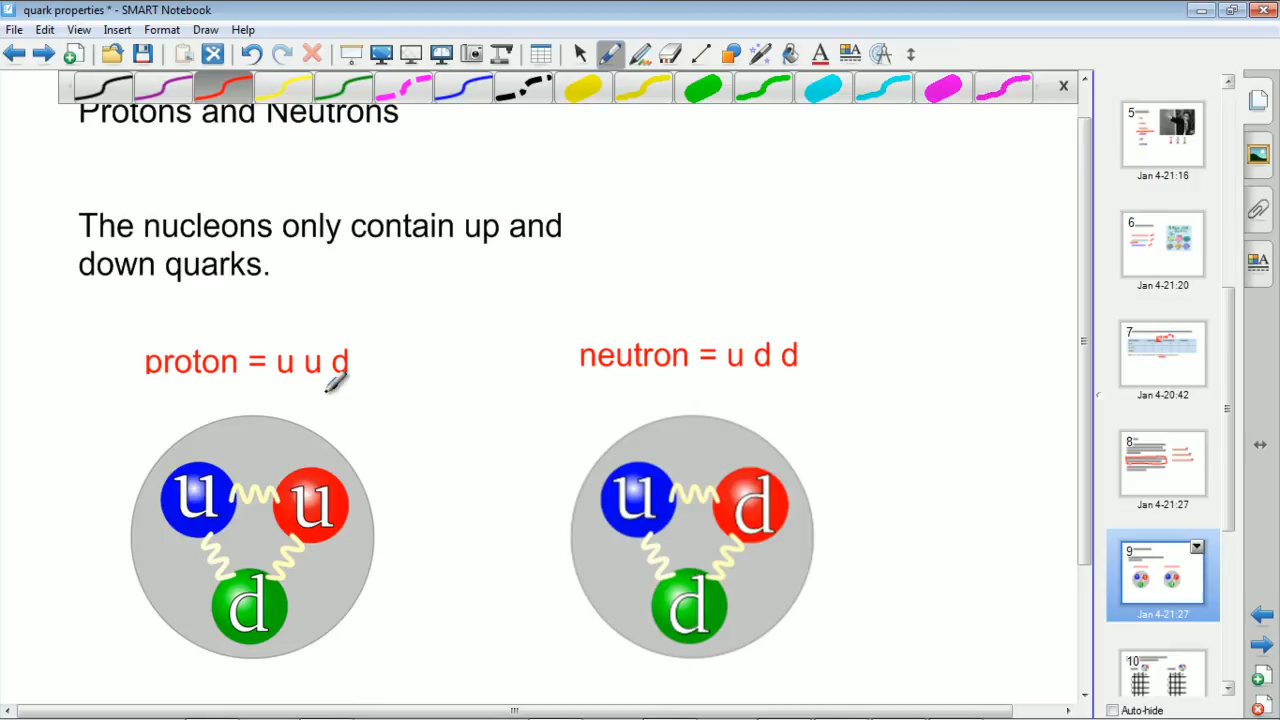 quark properties * - SMART Notebook
File Edit View Insert Format Draw Help
Protons and Neutrons
The nucleons only contain up and
down quarks.
proton = u u d
neutron = u d d
u u
d
u d
d
5
Jan 4-21:16
6
Jan 4-21:20
7
Jan 4-20:42
8
Jan 4-21:27
9
Jan 4-21:27
10
Auto-hide